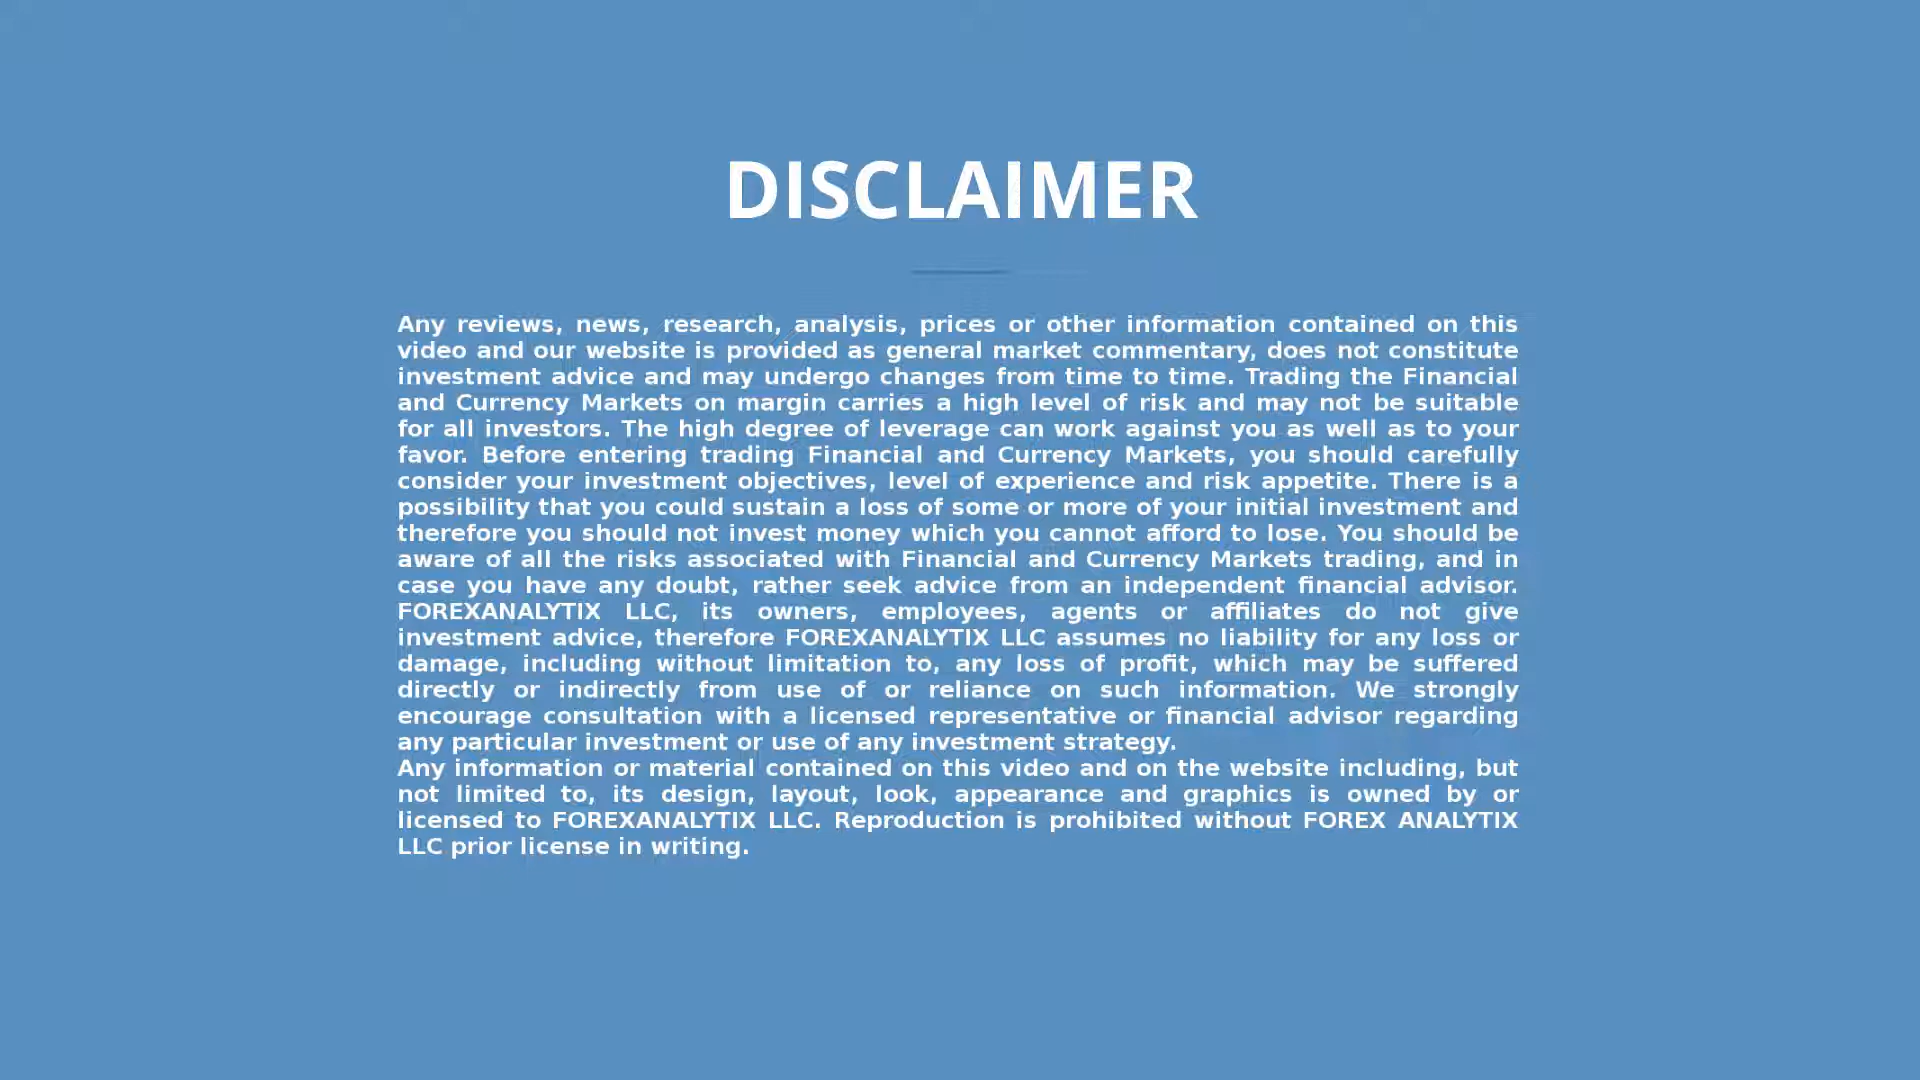 DISCLAIMER
Any reviews, news, research, analysis, prices or other information contained on this
video and our website is provided as general market commentary, does not constitute
investment advice and may undergo changes from time to time. Trading the Financial
and Currency Markets on margin carries a high level of risk and may not be suitable
for all investors. The high degree of leverage can work against you as well as to your
favor. Before entering trading Financial and Currency Markets, you should carefully
consider your investment objectives, level of experience and risk appetite. There is a
possibility that you could sustain a loss of some or more of your initial investment and
therefore you should not invest money which you cannot afford to lose. You should be
aware of all the risks associated with Financial and Currency Markets trading, and in
case you have any doubt, rather seek advice from an independent financial advisor.
FOREXANALYTIX LLC, its owners, employees, agents or affiliates do not give
investment advice, therefore FOREXANALYTIX LLC assumes no liability for any loss or
damage, including without limitation to, any loss of profit, which may be suffered
directly or indirectly from use of or reliance on such information. We strongly
encourage consultation with a licensed representative or financial advisor regarding
any particular investment or use of any investment strategy.
Any information or material contained on this video and on the website including, but
not limited to, its design, layout, look, appearance and graphics is owned by or
licensed to FOREXANALYTIX LLC. Reproduction is prohibited without FOREX ANALYTIX
LLC prior license in writing.